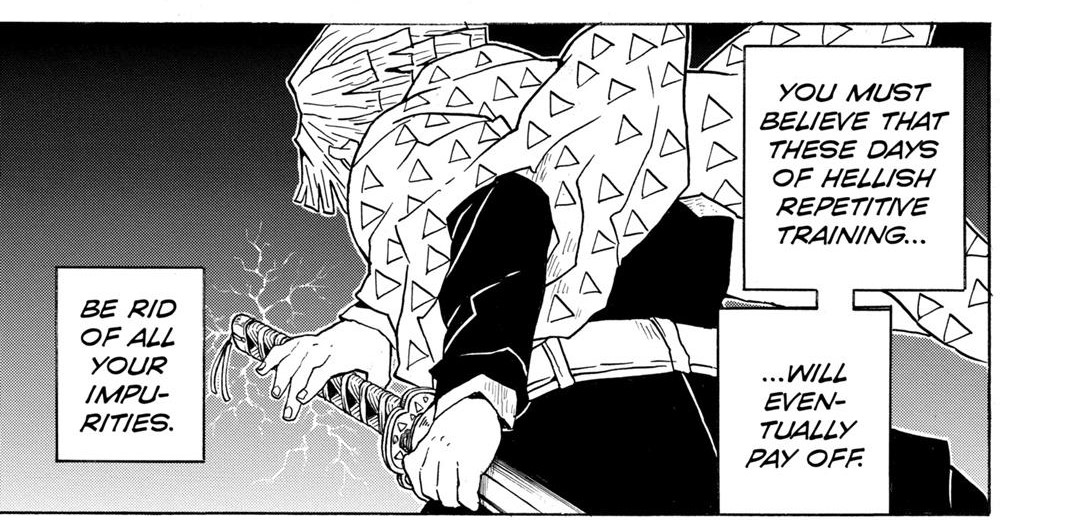 YOU MUST
BELIEVE THAT
THESE DAYS
OF HELLISH
REPETITIVE
TRAINING...
...WILL
EVEN-
TUALLY
PAY OFF.
BE RID
OF ALL
YOUR
IMPU-
RITIES.